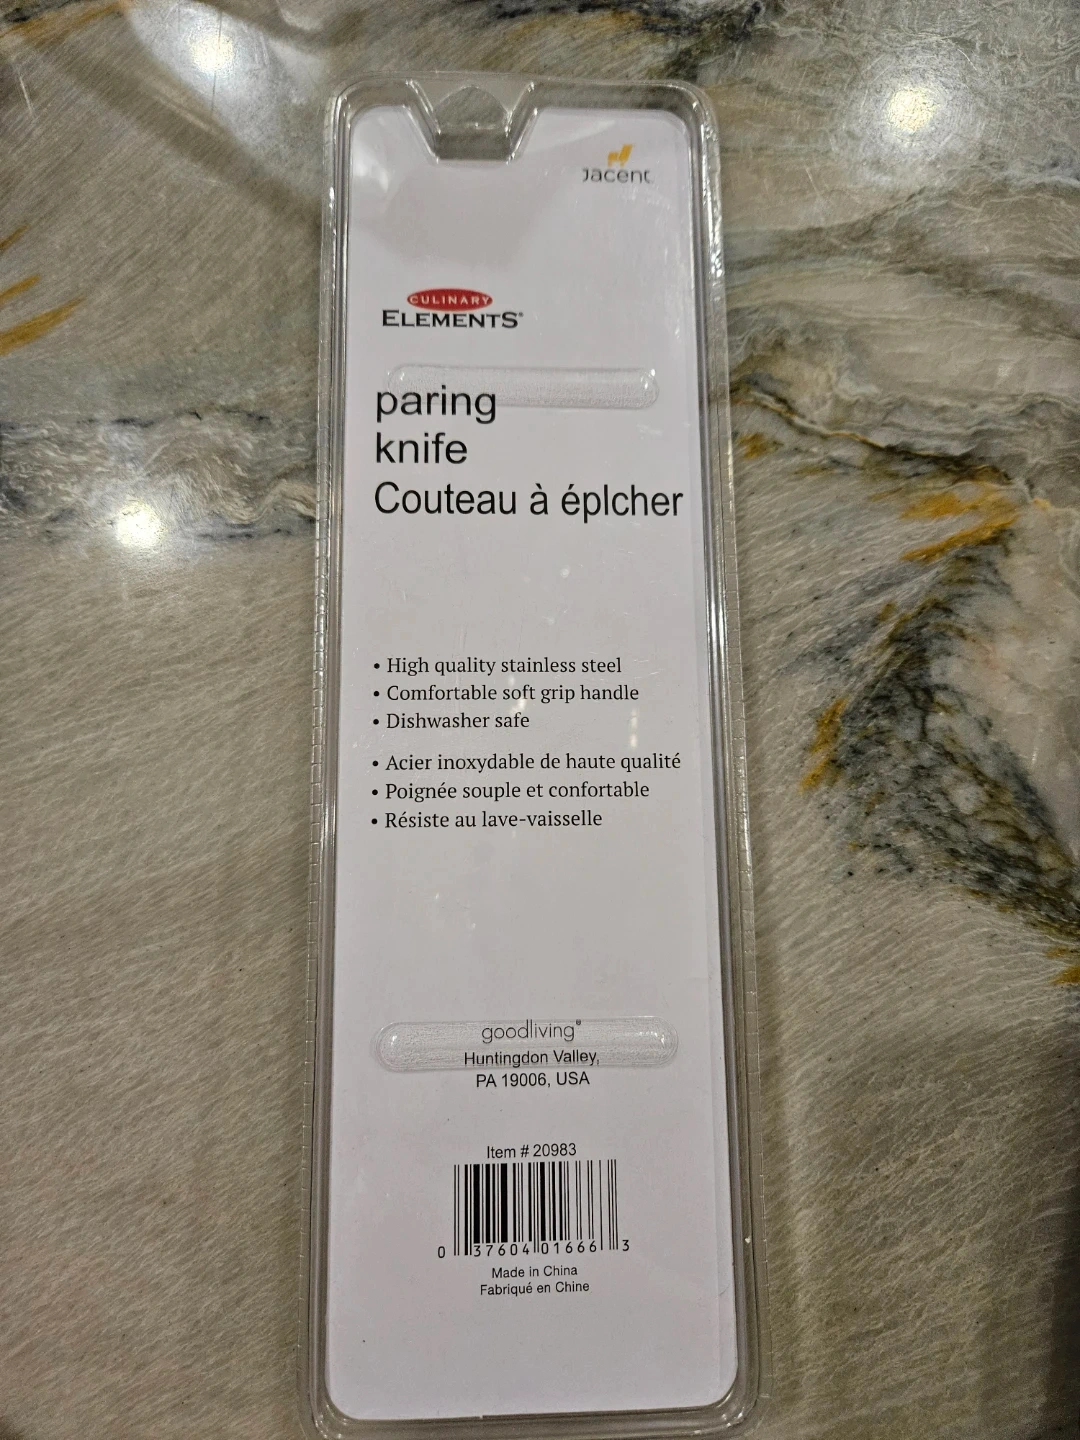 Jacent
CULINARY
ELEMENTS®
paring
knife
Couteau à éplcher
• High quality stainless steel
• Comfortable soft grip handle
• Dishwasher safe
• Acier inoxydable de haute qualité
• Poignée souple et confortable
• Résiste au lave-vaisselle
goodliving®
Huntingdon Valley,
PA 19006, USA
Item # 20983
0 37604 01666 3
Made in China
Fabriqué en Chine